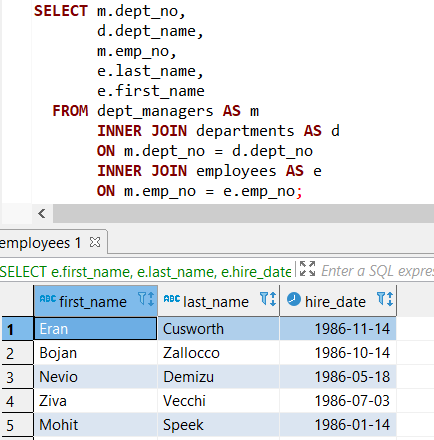 SELECT m.dept_no,
d.dept_name,
m.emp_no,
e.last_name,
e.first_name
FROM dept_managers AS m
INNER JOIN departments AS d
ON m.dept_no = d.dept_no
INNER JOIN employees AS e
ON m.emp_no = e.emp_no;
employees 1
SELECT e.first_name, e.last_name, e.hire_date Enter a SQL expres
ABC first_name ABC last_name hire_date
1 Eran Cusworth 1986-11-14
2 Bojan Zallocco 1986-10-14
3 Nevio Demizu 1986-05-18
4 Ziva Vecchi 1986-07-03
5 Mohit Speek 1986-01-14